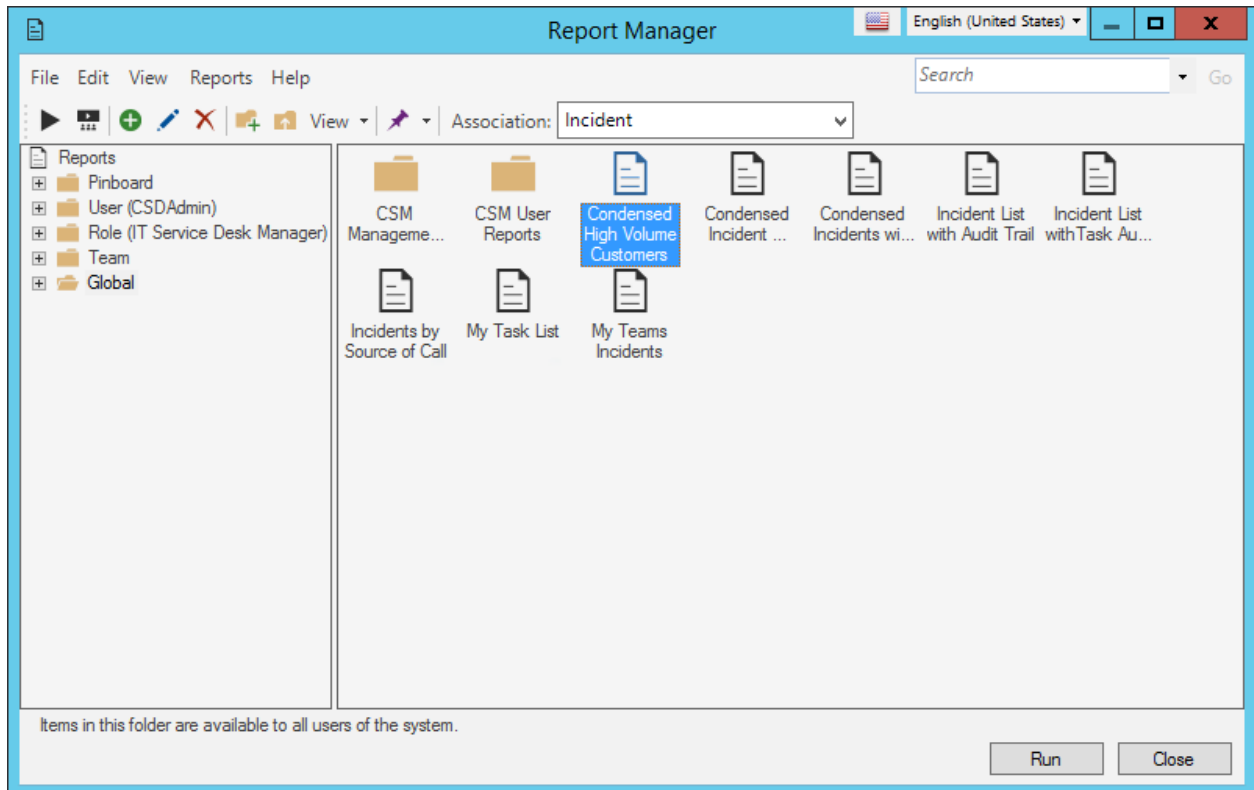 Report Manager
English (United States)
File Edit View Reports Help
Search
Go
View
Association: Incident
Reports
Pinboard
User (CSDAdmin)
Role (IT Service Desk Manager)
Team
Global
CSM
Manageme...
CSM User
Reports
Condensed
High Volume
Customers
Condensed
Incident ...
Condensed
Incidents wi...
Incident List
with Audit Trail
Incident List
withTask Au...
Incidents by
Source of Call
My Task List
My Teams
Incidents
Items in this folder are available to all users of the system.
Run
Close